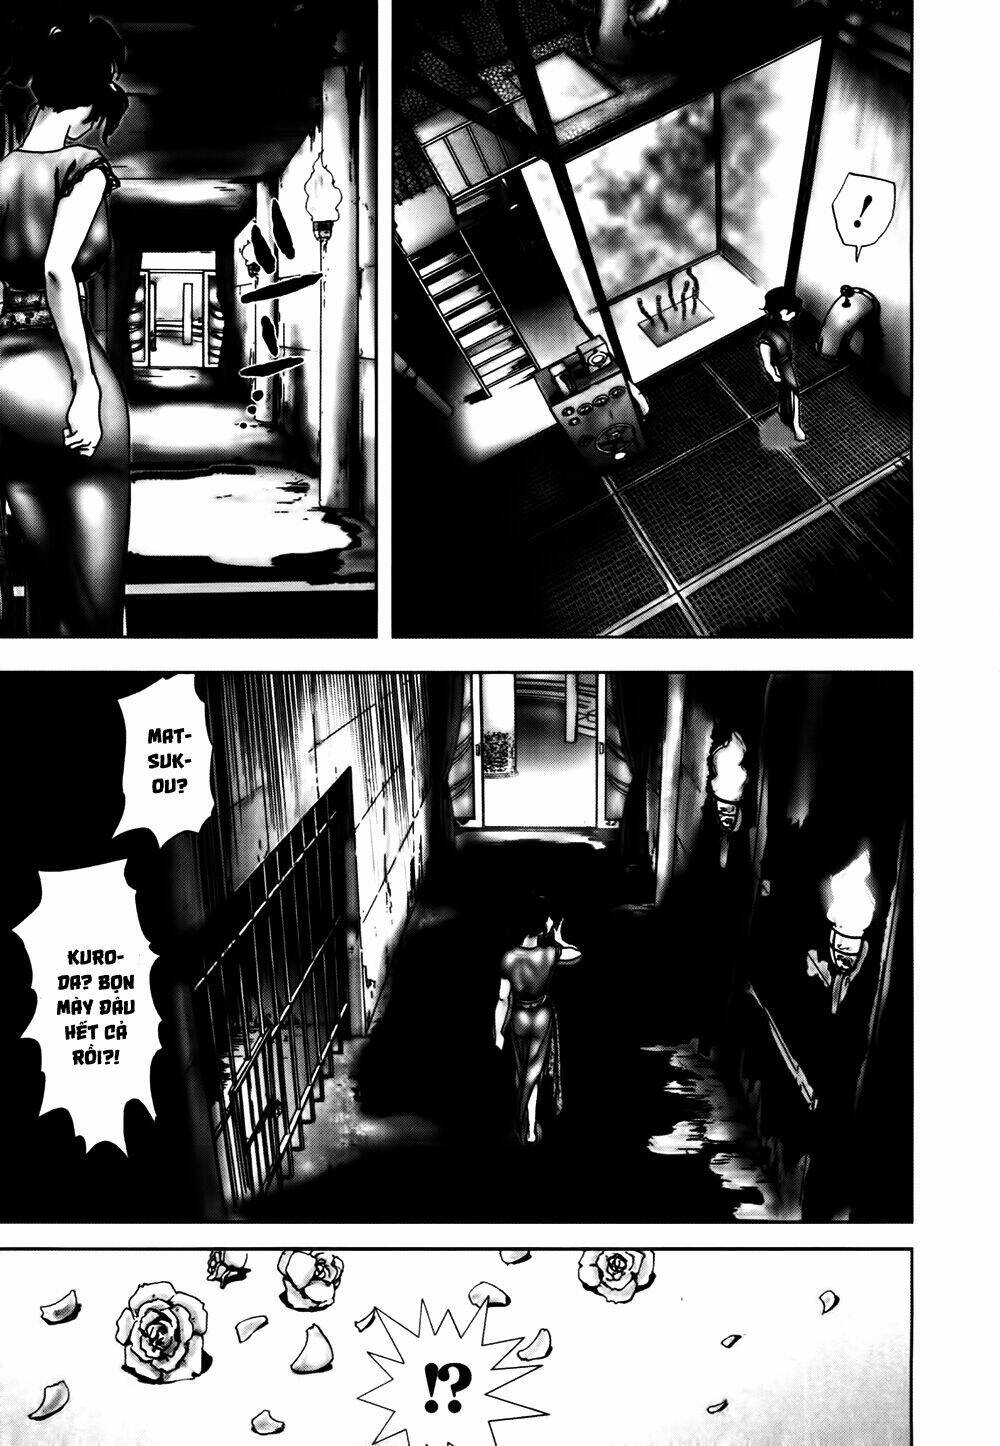 !
MAT-
SUK-
OU?
KURO-
DA? BỌN
MÀY ĐÂU
HẾT CẢ
RỒI?!
!?